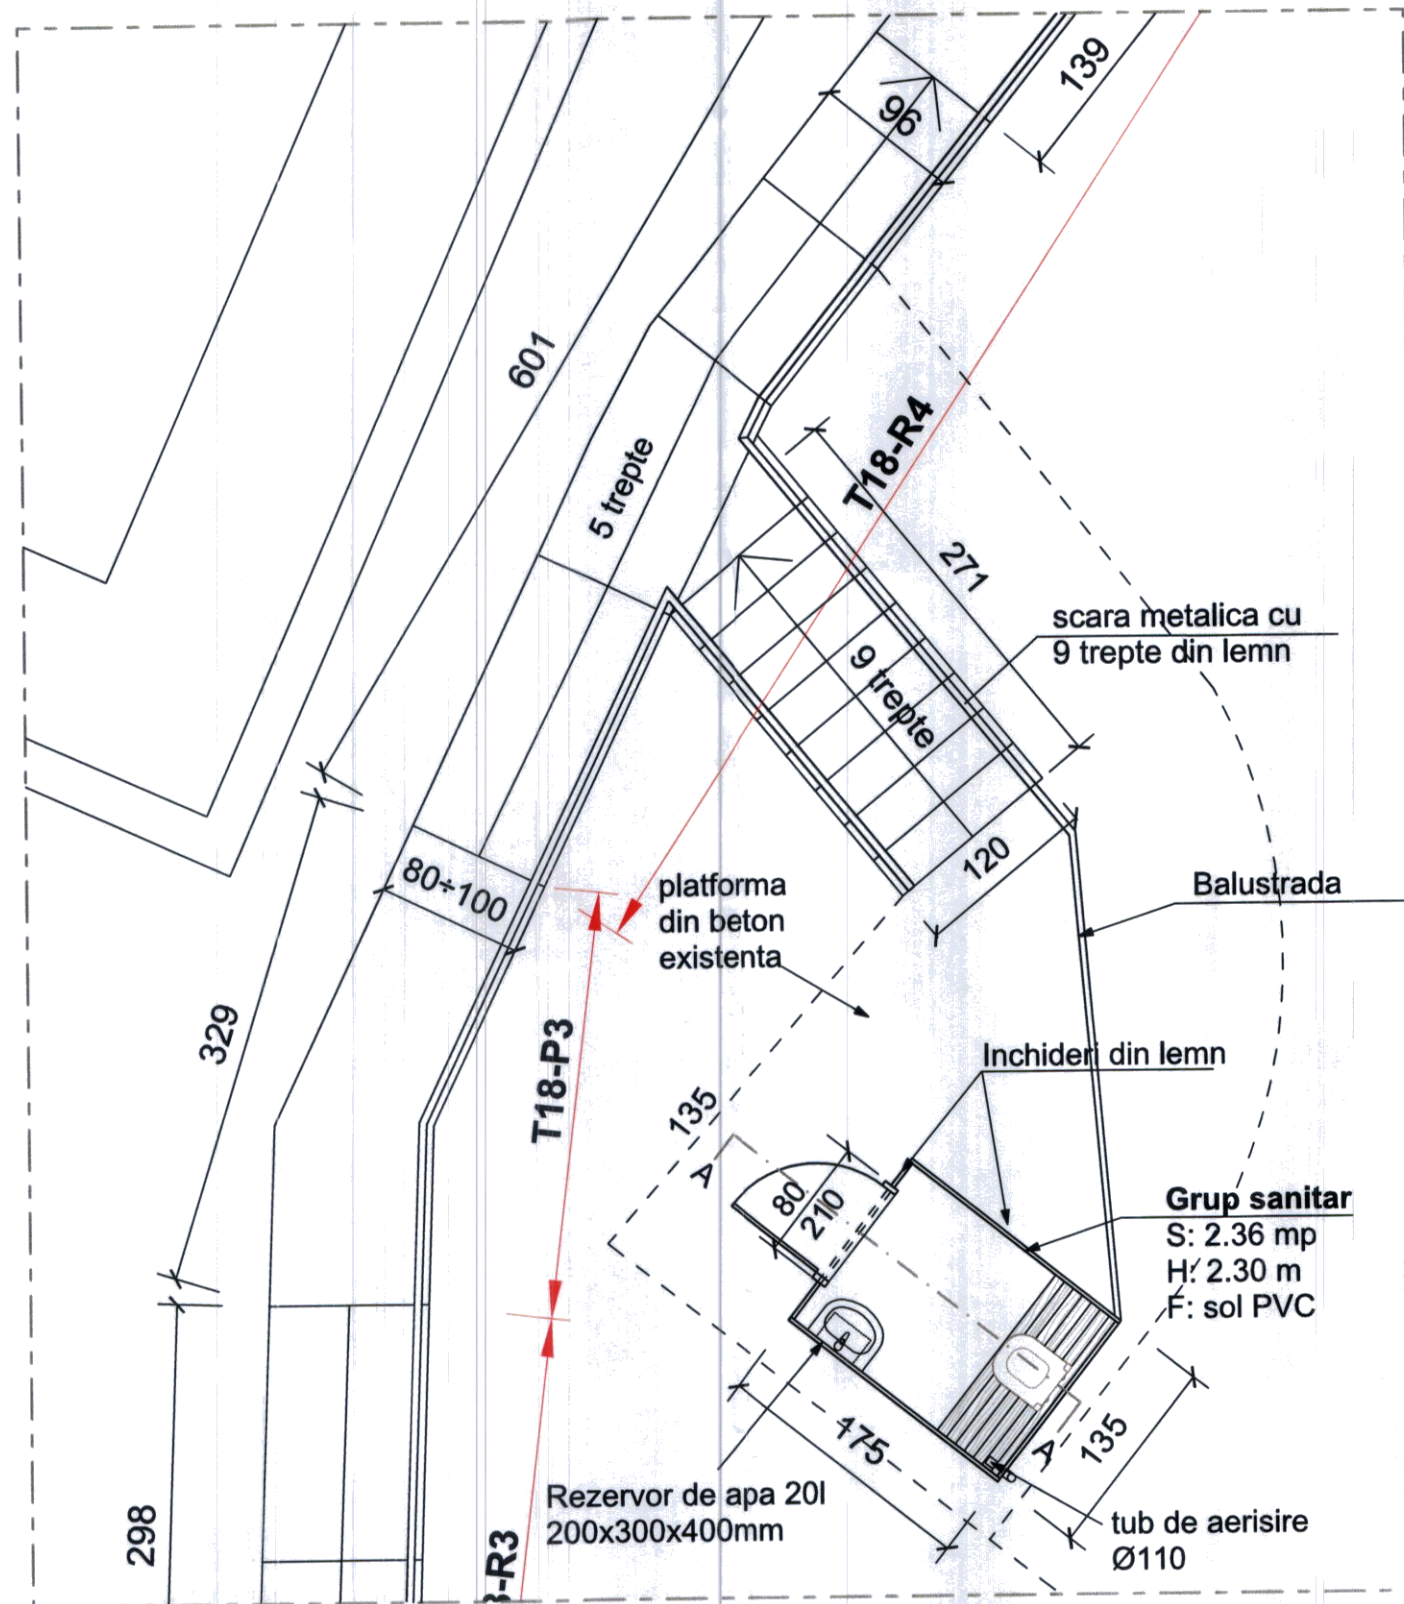 139
96
601
T18-R4
5 trepte
271
scara metalica cu
9 trepte din lemn
9 trepte
120
80÷100
platforma
din beton
existenta
Balustrada
329
T18-P3
Inchideri din lemn
135
A
80
210
Grup sanitar
S: 2.36 mp
H: 2.30 m
F: sol PVC
175
A
135
Rezervor de apa 20l
200x300x400mm
tub de aerisire
Ø110
298
-R3